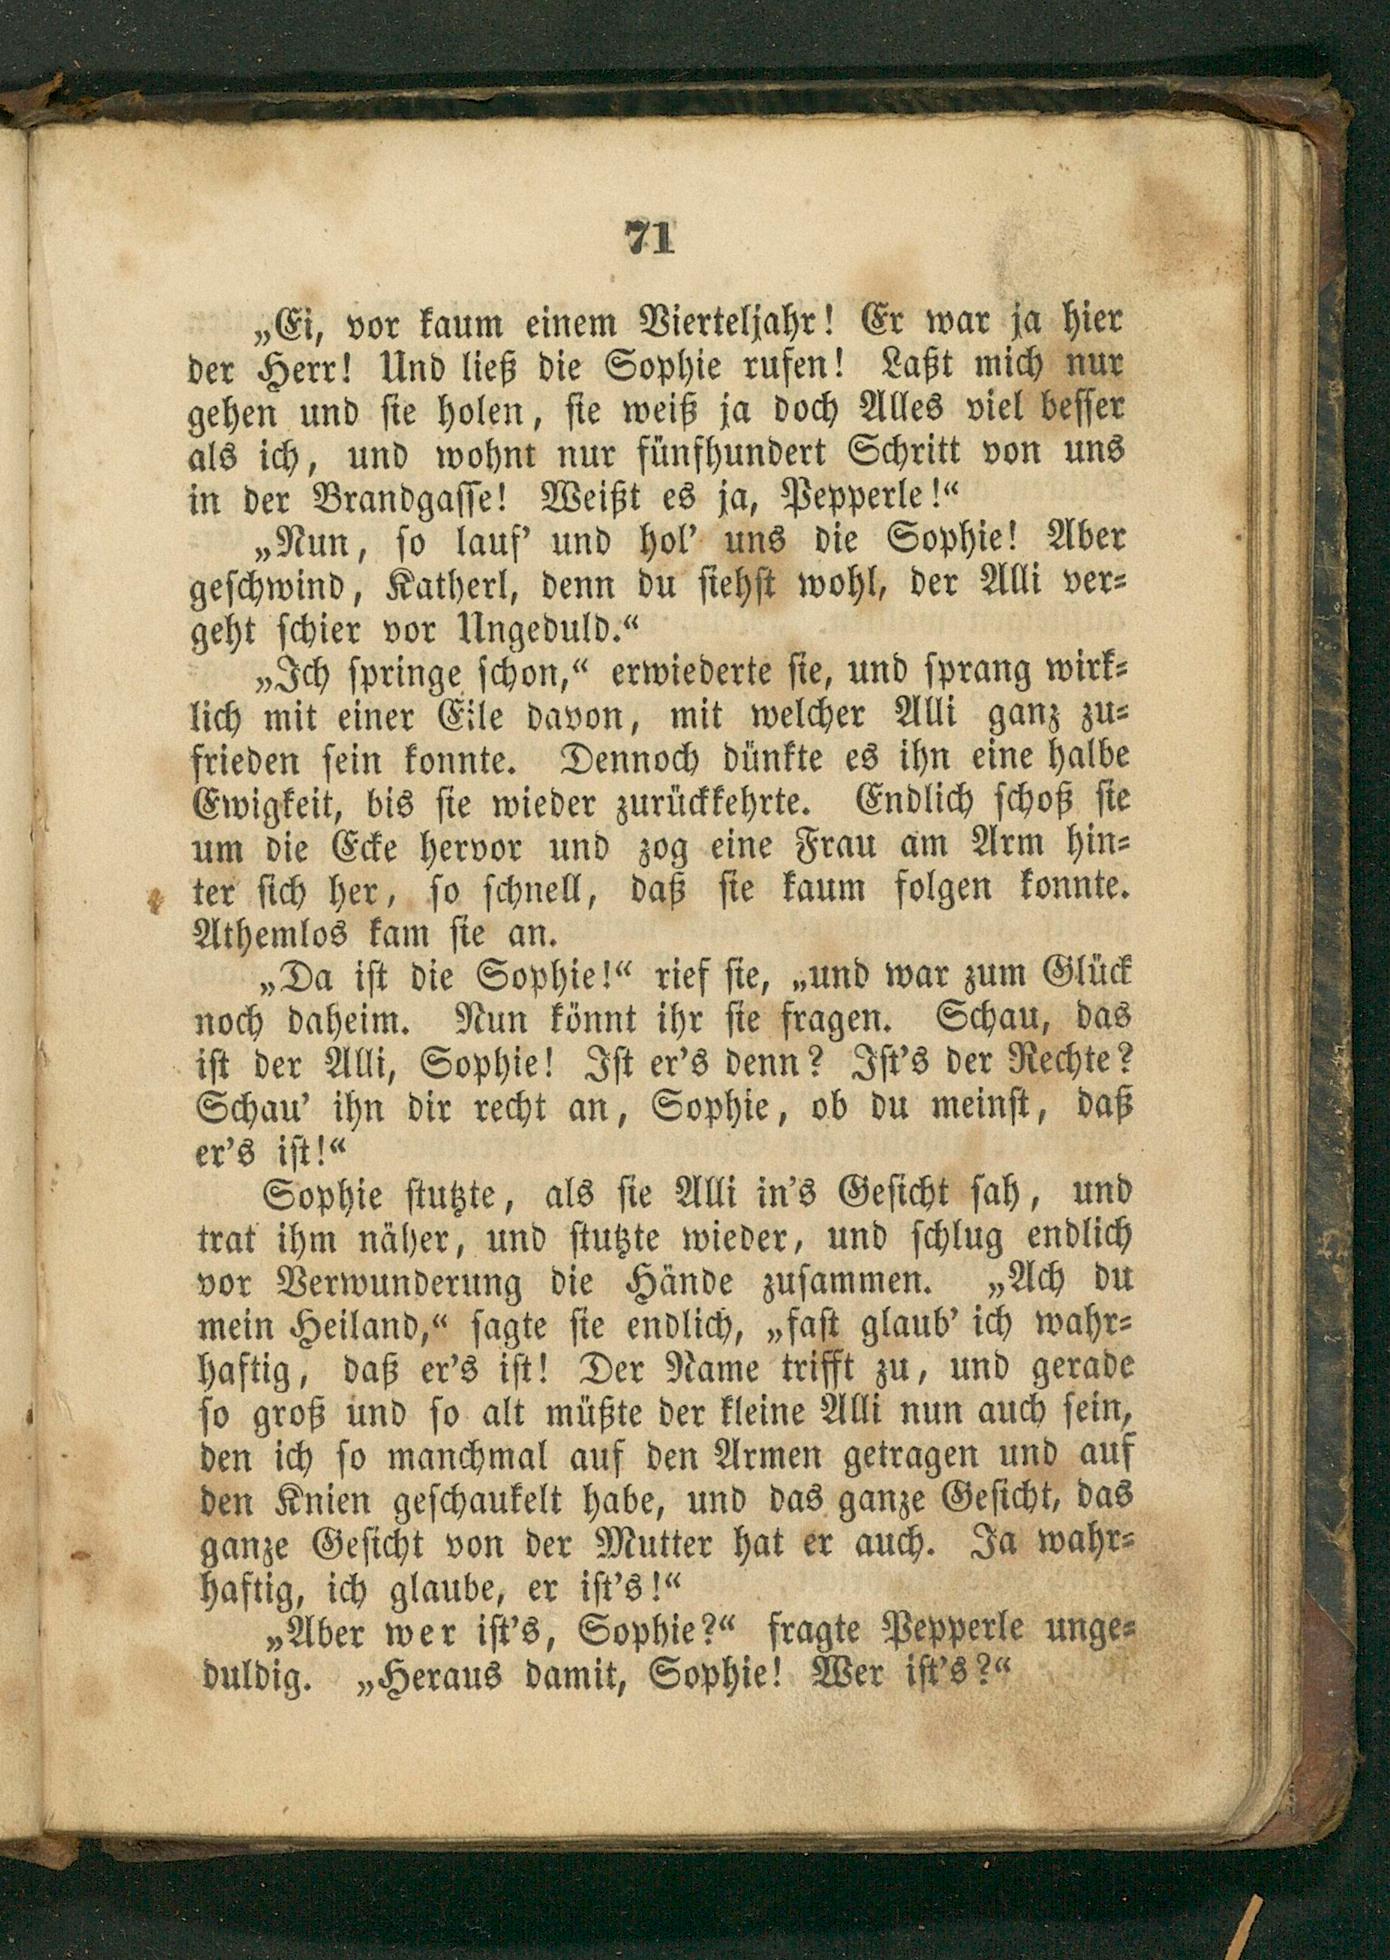 71
„Ei, vor kaum einem Vierteljahr! Er war ja hier
der Herr! Und ließ die Sophie rufen! Laßt mich nur
gehen und sie holen, sie weiß ja doch Alles viel besser
als ich, und wohnt nur fünfhundert Schritt von uns
in der Brandgasse! Weißt es ja, Pepperle!“
„Nun, so lauf’ und hol’ uns die Sophie! Aber
geschwind, Katherl, denn du siehst wohl, der Alli ver-
geht schier vor Ungeduld.“
„Ich springe schon,“ erwiederte sie, und sprang wirk-
lich mit einer Eile davon, mit welcher Alli ganz zu-
frieden sein konnte. Dennoch dünkte es ihn eine halbe
Ewigkeit, bis sie wieder zurückkehrte. Endlich schoß sie
um die Ecke hervor und zog eine Frau am Arm hin-
ter sich her, so schnell, daß sie kaum folgen konnte.
Athemlos kam sie an.
„Da ist die Sophie!“ rief sie, „und war zum Glück
noch daheim. Nun könnt ihr sie fragen. Schau, das
ist der Alli, Sophie! Ist er’s denn? Ist’s der Rechte?
Schau’ ihn dir recht an, Sophie, ob du meinst, daß
er’s ist!“
Sophie stutzte, als sie Alli in’s Gesicht sah, und
trat ihm näher, und stutzte wieder, und schlug endlich
vor Verwunderung die Hände zusammen. „Ach du
mein Heiland,“ sagte sie endlich, „fast glaub’ ich wahr-
haftig, daß er’s ist! Der Name trifft zu, und gerade
so groß und so alt müßte der kleine Alli nun auch sein,
den ich so manchmal auf den Armen getragen und auf
den Knien geschaukelt habe, und das ganze Gesicht, das
ganze Gesicht von der Mutter hat er auch. Ja wahr-
haftig, ich glaube, er ist’s!“
„Aber wer ist’s, Sophie?“ fragte Pepperle unge-
duldig. „Heraus damit, Sophie! Wer ist’s?“